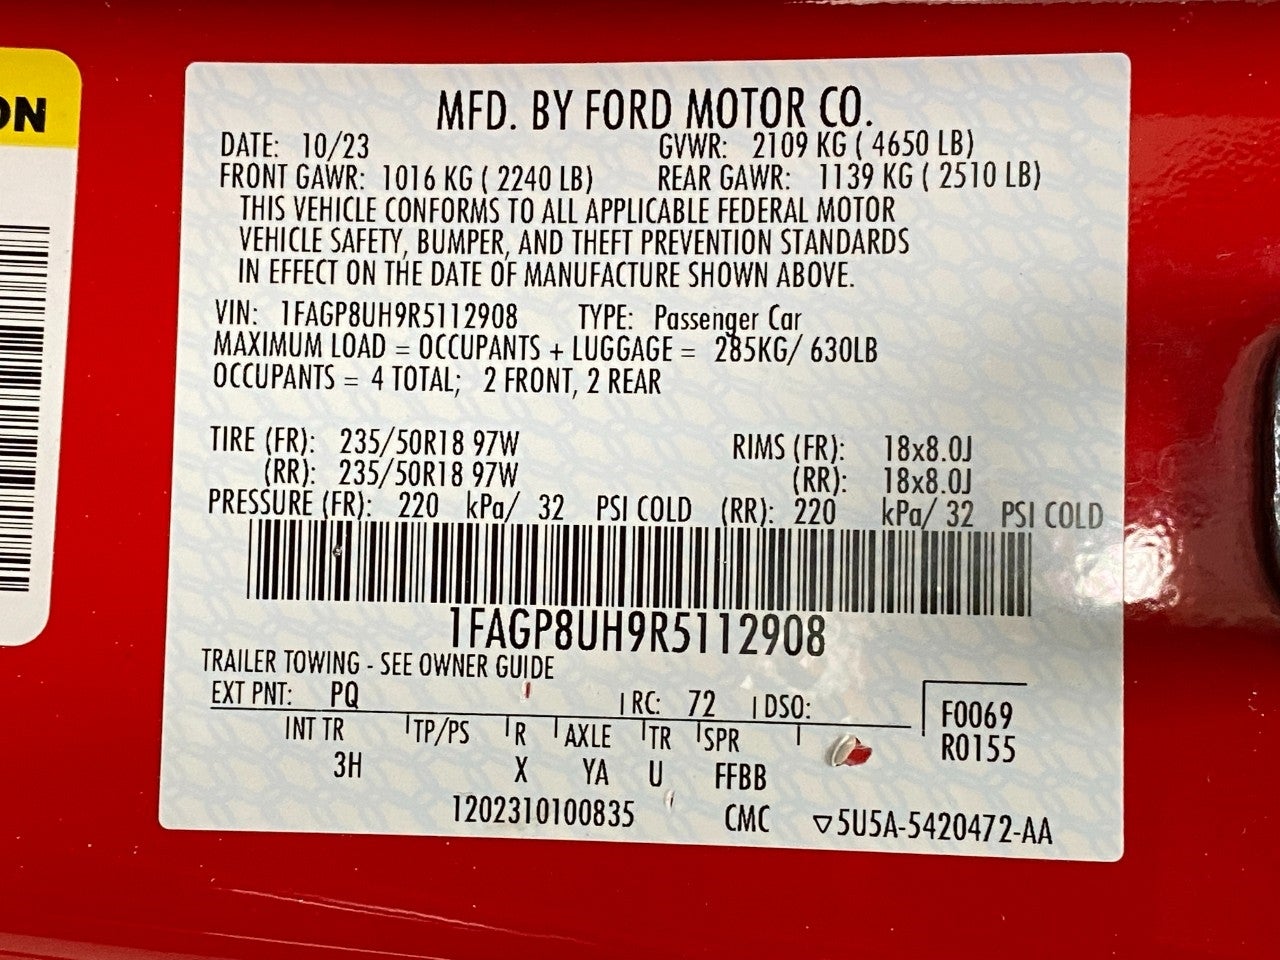 ON
MFD. BY FORD MOTOR CO.
DATE: 10/23 GVWR: 2109 KG ( 4650 LB)
FRONT GAWR: 1016 KG ( 2240 LB) REAR GAWR: 1139 KG ( 2510 LB)
THIS VEHICLE CONFORMS TO ALL APPLICABLE FEDERAL MOTOR
VEHICLE SAFETY, BUMPER, AND THEFT PREVENTION STANDARDS
IN EFFECT ON THE DATE OF MANUFACTURE SHOWN ABOVE.
VIN: 1FAGP8UH9R5112908 TYPE: Passenger Car
MAXIMUM LOAD = OCCUPANTS + LUGGAGE = 285KG/ 630LB
OCCUPANTS = 4 TOTAL; 2 FRONT, 2 REAR
TIRE (FR): 235/50R18 97W RIMS (FR): 18x8.0J
(RR): 235/50R18 97W (RR): 18x8.0J
PRESSURE (FR): 220 kPa/ 32 PSI COLD (RR): 220 kPa/ 32 PSI COLD
1FAGP8UH9R5112908
TRAILER TOWING - SEE OWNER GUIDE
EXT PNT: PQ RC: 72 DSO: F0069
INT TR TP/PS R AXLE TR SPR R0155
3H X YA U FFBB
1202310100835 CMC ▽5U5A-5420472-AA